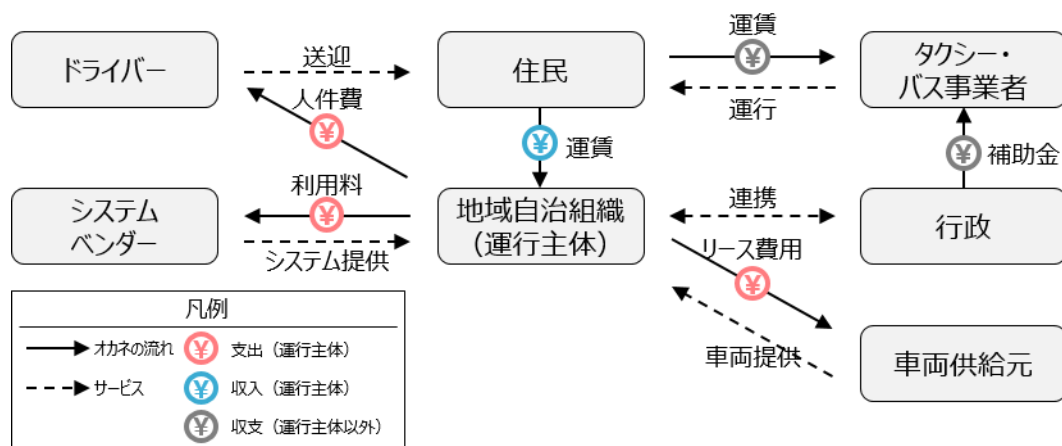 ドライバー
送迎
住民
運賃
タクシー・
バス事業者
運行
人件費
¥
¥
運賃
¥
¥
補助金
システム
ベンダー
利用料
¥
システム提供
地域自治組織
（運行主体）
連携
行政
リース費用
¥
車両提供
車両供給元
凡例
オカネの流れ
¥
支出（運行主体）
サービス
¥
収入（運行主体）
¥
収支（運行主体以外）